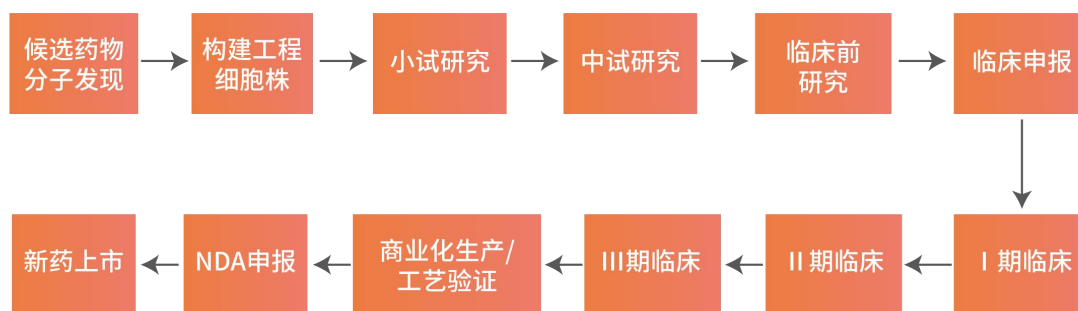 候选药物
分子发现
构建工程
细胞株
小试研究
中试研究
临床前
研究
临床申报
I期临床
II期临床
III期临床
商业化生产/
工艺验证
NDA申报
新药上市